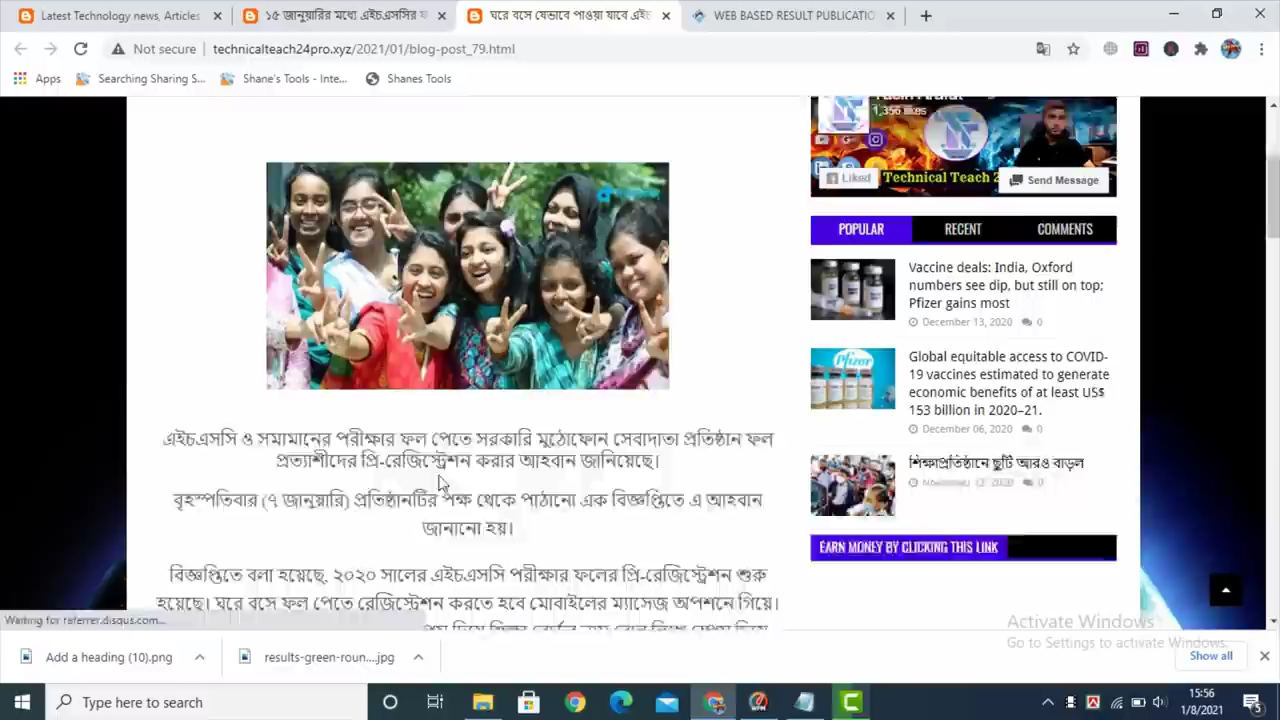 Latest Technology news, Articles
১৫ জানুয়ারির মধ্যে এইচএসসির ফ
ঘরে বসে যেভাবে পাওয়া যাবে এইচ
WEB BASED RESULT PUBLICATIO
Not secure
technicalteach24pro.xyz/2021/01/blog-post_79.html
Apps
Searching Sharing S...
Shane's Tools - Inte...
Shanes Tools
1,356 likes
Liked
Technical Teach 2
Send Message
POPULAR
RECENT
COMMENTS
Vaccine deals: India, Oxford
numbers see dip, but still on top;
Pfizer gains most
December 13, 2020
0
Global equitable access to COVID-
19 vaccines estimated to generate
economic benefits of at least US$
153 billion in 2020–21.
December 06, 2020
0
শিক্ষাপ্রতিষ্ঠানে ছুটি আরও বাড়ল
0
EARN MONEY BY CLICKING THIS LINK
এইচএসসি ও সমামানের পরীক্ষার ফল পেতে সরকারি মুঠোফোন সেবাদাতা প্রতিষ্ঠান ফল
প্রত্যাশীদের প্রি-রেজিস্ট্রেশন করার আহবান জানিয়েছে।
বৃহস্পতিবার (৭ জানুয়ারি) প্রতিষ্ঠানটির পক্ষ থেকে পাঠানো এক বিজ্ঞপ্তিতে এ আহবান
জানানো হয়।
বিজ্ঞপ্তিতে বলা হয়েছে, ২০২০ সালের এইচএসসি পরীক্ষার ফলের প্রি-রেজিস্ট্রেশন শুরু
হয়েছে। ঘরে বসে ফল পেতে রেজিস্ট্রেশন করতে হবে মোবাইলের ম্যাসেজ অপশনে গিয়ে।
Waiting for referrer.disqus.com...
Activate Windows
Go to Settings to activate Windows.
Add a heading (10).png
results-green-roun....jpg
Show all
Type here to search
15:56
1/8/2021
5